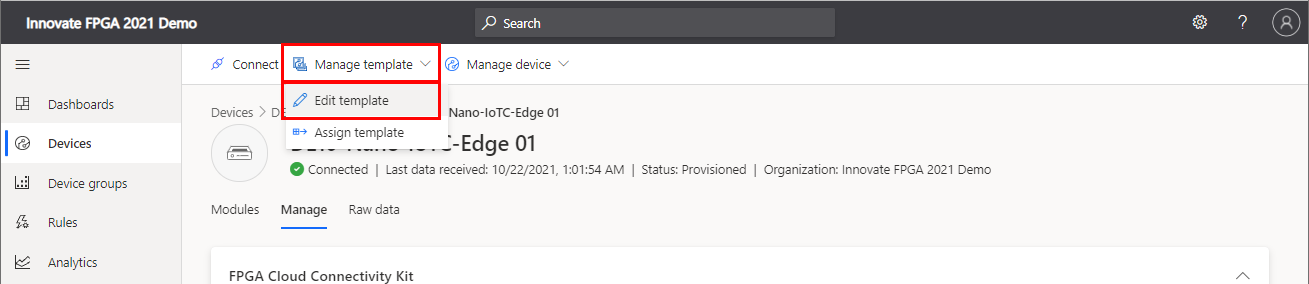 Innovate FPGA 2021 Demo
Search
?
Connect
Manage template
Manage device
Edit template
Assign template
Dashboards
Devices
Device groups
Rules
Analytics
Devices > DE Nano-IoTC-Edge 01
Nano-IoTC-Edge 01
Connected | Last data received: 10/22/2021, 1:01:54 AM | Status: Provisioned | Organization: Innovate FPGA 2021 Demo
Modules
Manage
Raw data
FPGA Cloud Connectivity Kit